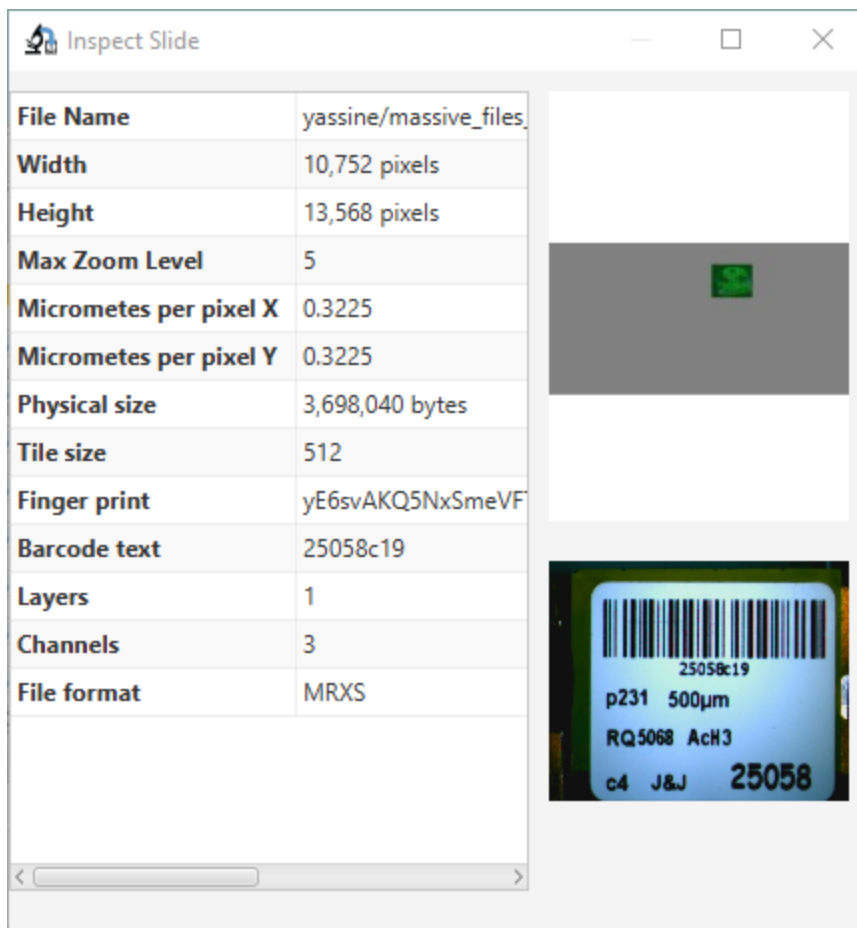 Inspect Slide
File Name yassine/massive_files_
Width 10,752 pixels
Height 13,568 pixels
Max Zoom Level 5
Micrometes per pixel X 0.3225
Micrometes per pixel Y 0.3225
Physical size 3,698,040 bytes
Tile size 512
Finger print yE6svAKQ5NxSmeVF
Barcode text 25058c19
Layers 1
Channels 3
File format MRXS
25058c19
p231 500µm
RQ5068 AcH3
c4 J&J 25058